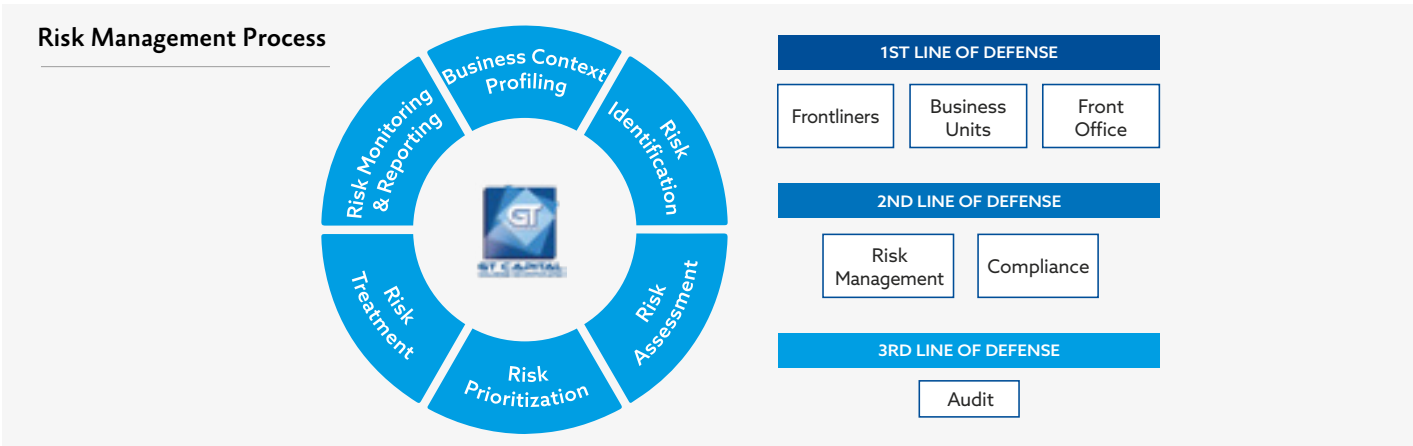 Risk Management Process
Business Context
Profiling
Risk
Identification
Risk
Assessment
Risk
Prioritization
Risk
Treatment
Risk Monitoring
& Reporting
GT
GT CAPITAL
1ST LINE OF DEFENSE
Frontliners
Business
Units
Front
Office
2ND LINE OF DEFENSE
Risk
Management
Compliance
3RD LINE OF DEFENSE
Audit